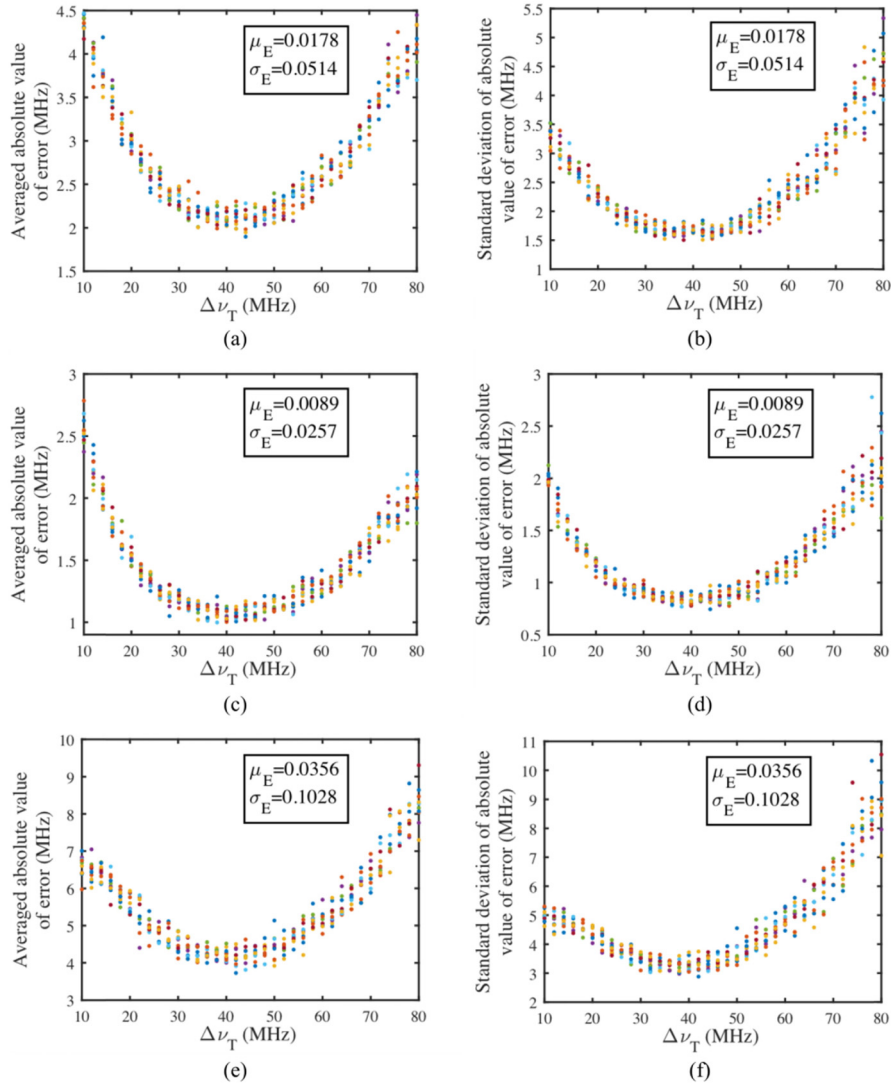 Averaged absolute value
of error (MHz)
4.5
4
3.5
3
2.5
2
1.5
μE=0.0178
σE=0.0514
10 20 30 40 50 60 70 80
ΔνT (MHz)
(a)
Standard deviation of absolute
value of error (MHz)
5.5
5
4.5
4
3.5
3
2.5
2
1.5
1
μE=0.0178
σE=0.0514
10 20 30 40 50 60 70 80
ΔνT (MHz)
(b)
Averaged absolute value
of error (MHz)
3
2.5
2
1.5
1
μE=0.0089
σE=0.0257
10 20 30 40 50 60 70 80
ΔνT (MHz)
(c)
Standard deviation of absolute
value of error (MHz)
3
2.5
2
1.5
1
0.5
μE=0.0089
σE=0.0257
10 20 30 40 50 60 70 80
ΔνT (MHz)
(d)
Averaged absolute value
of error (MHz)
10
9
8
7
6
5
4
3
μE=0.0356
σE=0.1028
10 20 30 40 50 60 70 80
ΔνT (MHz)
(e)
Standard deviation of absolute
value of error (MHz)
11
10
9
8
7
6
5
4
3
2
μE=0.0356
σE=0.1028
10 20 30 40 50 60 70 80
ΔνT (MHz)
(f)